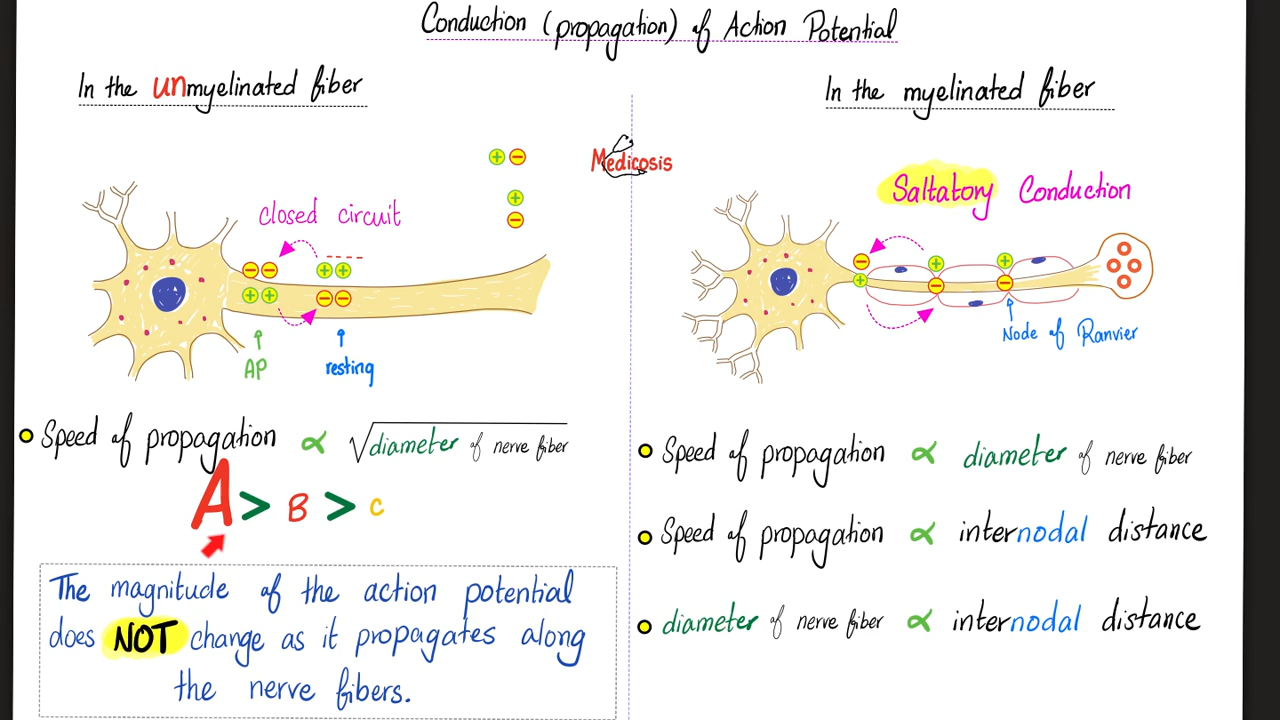 Conduction (propagation) of Action Potential
In the unmyelinated fiber
closed circuit
AP
resting
Speed of propagation ∝ √diameter of nerve fiber
A > B > C
The magnitude of the action potential
does NOT change as it propagates along
the nerve fibers.
Medicosis
In the myelinated fiber
Saltatory Conduction
Node of Ranvier
Speed of propagation ∝ diameter of nerve fiber
Speed of propagation ∝ internodal distance
diameter of nerve fiber ∝ internodal distance